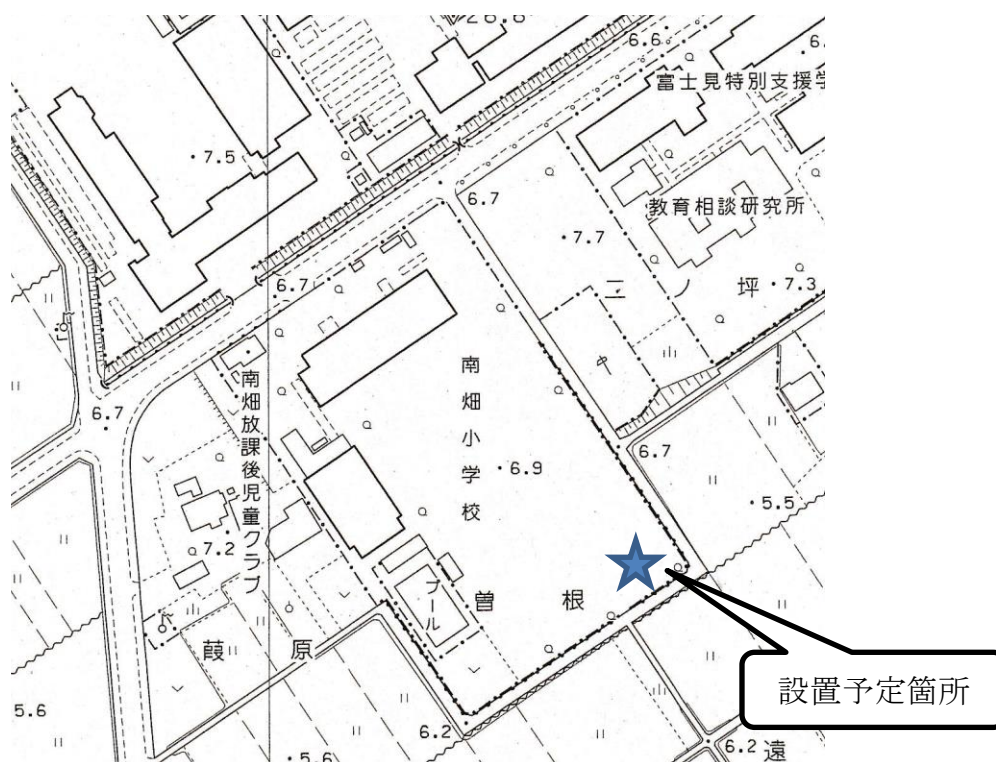 6.6
富士見特別支援学
・7.5
6.7
教育相談研究所
・7.7
二ノ坪
・7.3
6.7
南畑小学校
南畑放課後児童クラブ
6.7
6.7
・6.9
・5.5
・7.2
プール
曽根
葭原
設置予定箇所
5.6
6.2
・5.6
6.2
遠